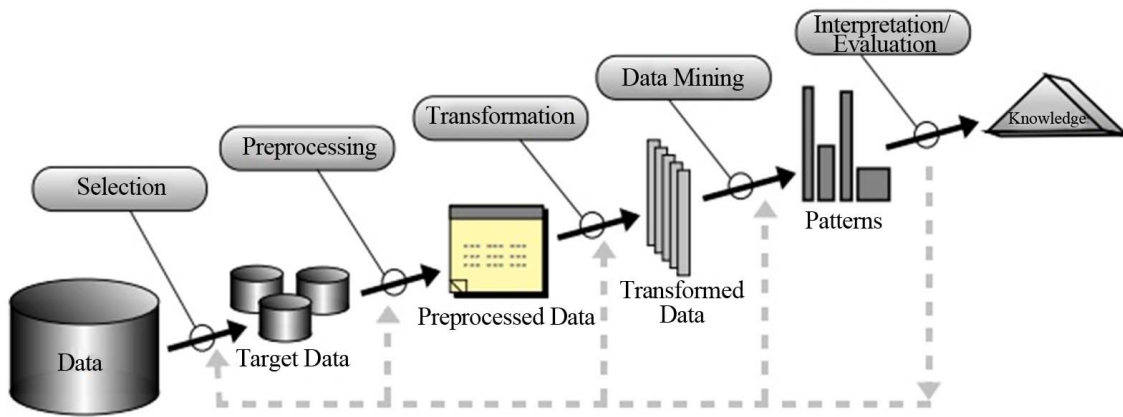 Interpretation/
Evaluation
Data Mining
Transformation
Knowledge
Preprocessing
Selection
Patterns
Transformed
Data
Preprocessed Data
Target Data
Data